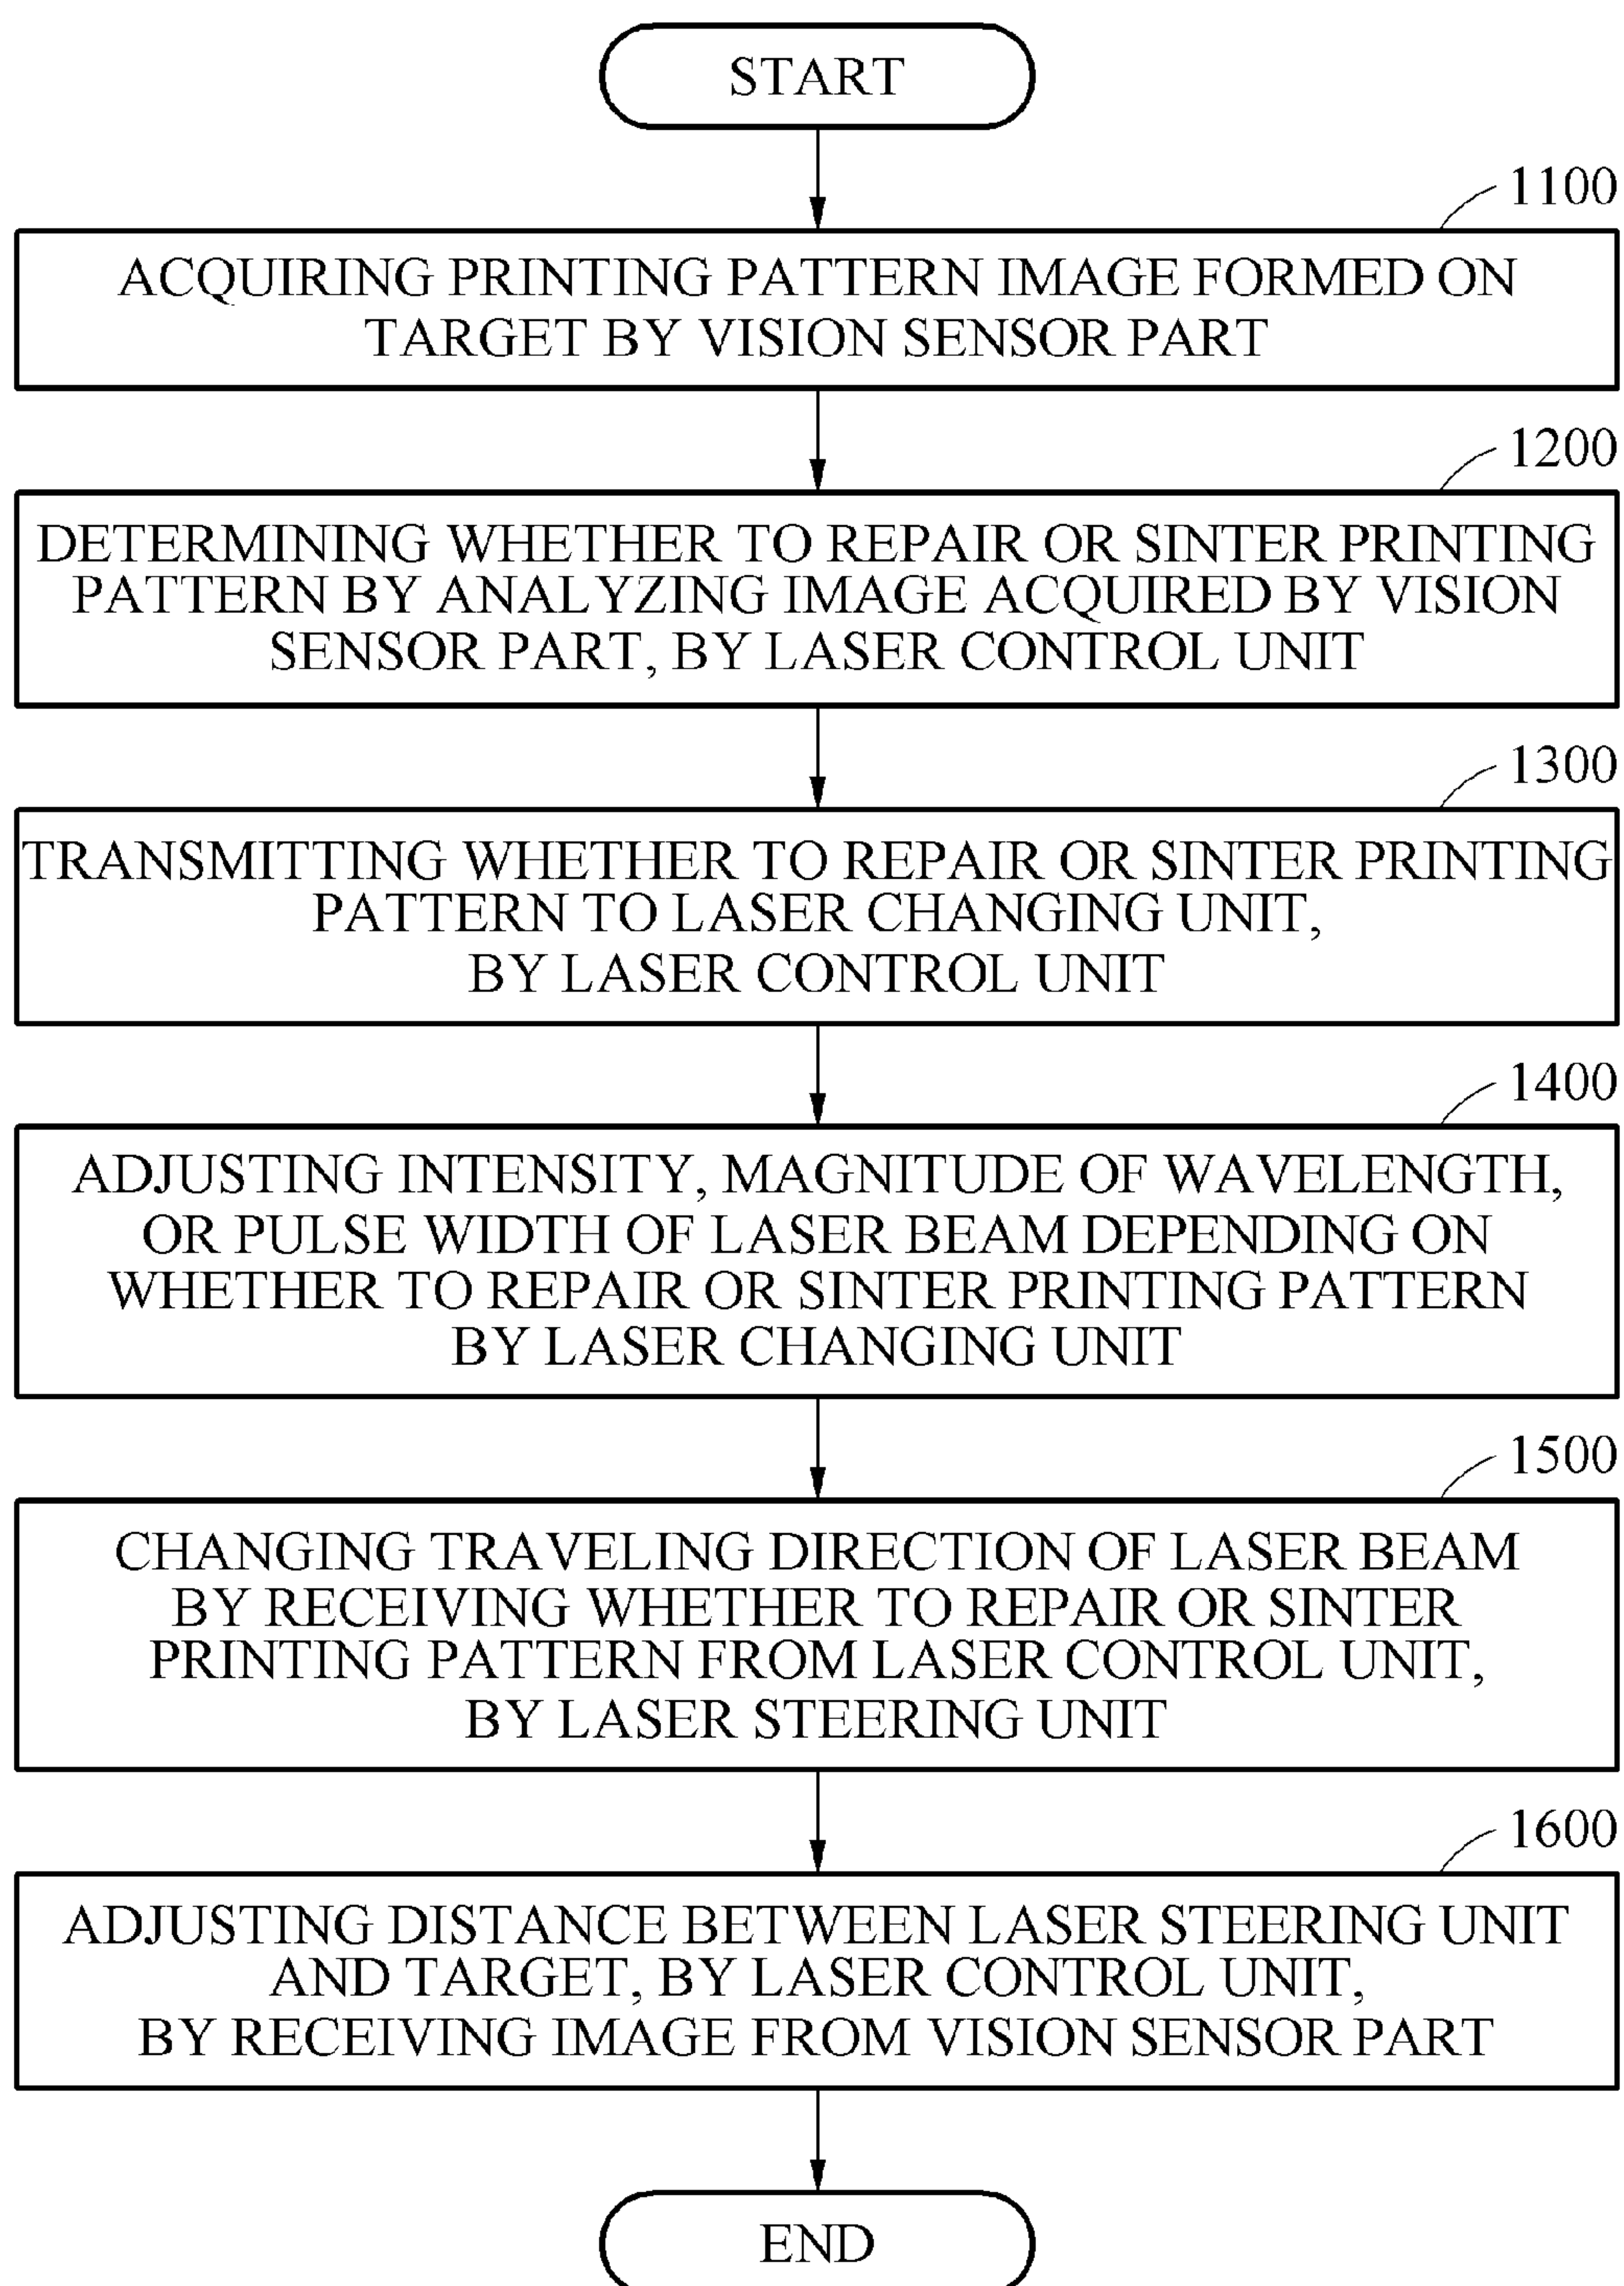 START
1100
ACQUIRING PRINTING PATTERN IMAGE FORMED ON
TARGET BY VISION SENSOR PART
1200
DETERMINING WHETHER TO REPAIR OR SINTER PRINTING
PATTERN BY ANALYZING IMAGE ACQUIRED BY VISION
SENSOR PART, BY LASER CONTROL UNIT
1300
TRANSMITTING WHETHER TO REPAIR OR SINTER PRINTING
PATTERN TO LASER CHANGING UNIT,
BY LASER CONTROL UNIT
1400
ADJUSTING INTENSITY, MAGNITUDE OF WAVELENGTH,
OR PULSE WIDTH OF LASER BEAM DEPENDING ON
WHETHER TO REPAIR OR SINTER PRINTING PATTERN
BY LASER CHANGING UNIT
1500
CHANGING TRAVELING DIRECTION OF LASER BEAM
BY RECEIVING WHETHER TO REPAIR OR SINTER
PRINTING PATTERN FROM LASER CONTROL UNIT,
BY LASER STEERING UNIT
1600
ADJUSTING DISTANCE BETWEEN LASER STEERING UNIT
AND TARGET, BY LASER CONTROL UNIT,
BY RECEIVING IMAGE FROM VISION SENSOR PART
END